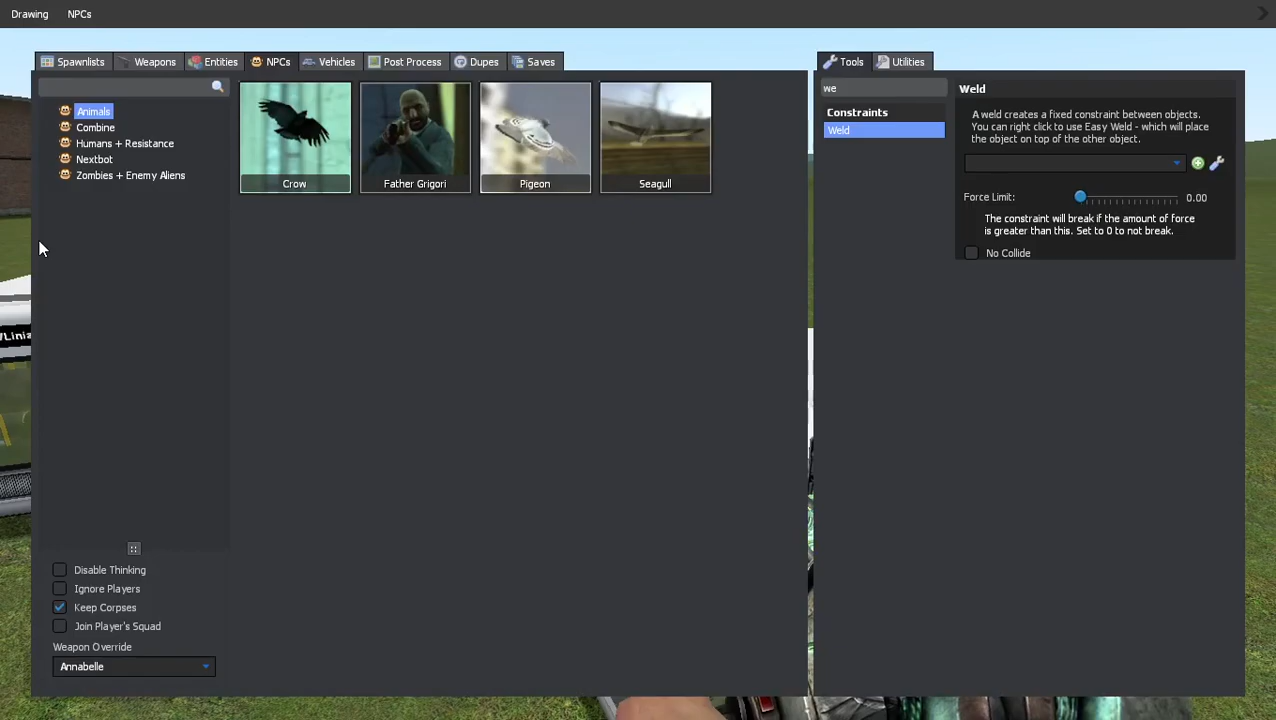 Drawing NPCs
Spawnlists Weapons Entities NPCs Vehicles Post Process Dupes Saves
Animals
Combine
Humans + Resistance
Nextbot
Zombies + Enemy Aliens
Crow Father Grigori Pigeon Seagull
Disable Thinking
Ignore Players
Keep Corpses
Join Player's Squad
Weapon Override
Annabelle
Tools Utilities
we
Constraints
Weld
Weld
A weld creates a fixed constraint between objects.
You can right click to use Easy Weld - which will place
the object on top of the other object.
Force Limit: 0.00
The constraint will break if the amount of force
is greater than this. Set to 0 to not break.
No Collide